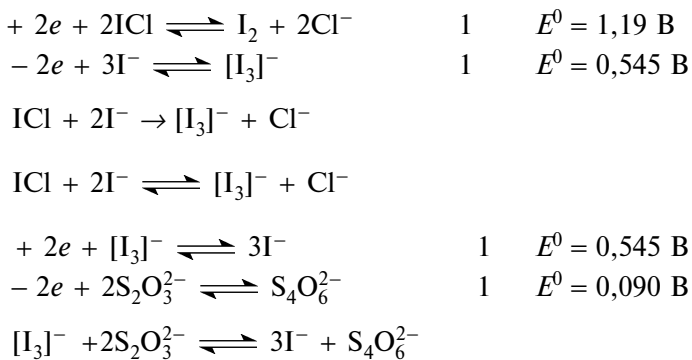 + 2e + 2ICl ⇌ I₂ + 2Cl⁻ 1 E⁰ = 1,19 В
− 2e + 3I⁻ ⇌ [I₃]⁻ 1 E⁰ = 0,545 В
ICl + 2I⁻ → [I₃]⁻ + Cl⁻
ICl + 2I⁻ ⇌ [I₃]⁻ + Cl⁻
+ 2e + [I₃]⁻ ⇌ 3I⁻ 1 E⁰ = 0,545 В
− 2e + 2S₂O₃²⁻ ⇌ S₄O₆²⁻ 1 E⁰ = 0,090 В
[I₃]⁻ +2S₂O₃²⁻ ⇌ 3I⁻ + S₄O₆²⁻